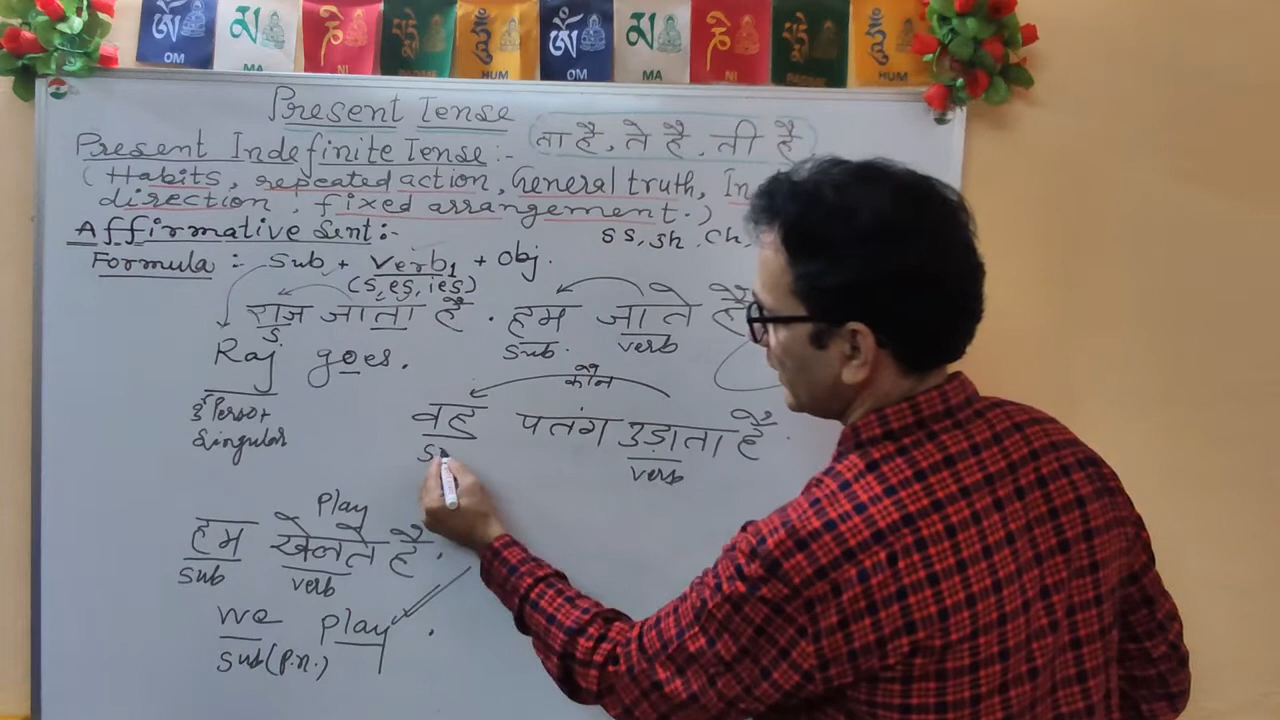 OM MA NI HUM OM MA NI HUM
Present Tense
Present Indefinite Tense:- ता है, ते है, ती है
(Habits, repeated action, General truth, In
direction, fixed arrangement.)
ss, sh, ch,
Affirmative Sent:-
Formula:- Sub + Verb1 + Obj.
(s, es, ies)
राज जाता है. हम जाते है
S sub. verb
Raj goes.
कौन
वह पतंग उड़ाता है.
verb
Singular
Play
हम खेलते है.
sub verb
We play.
Sub(P.n.)